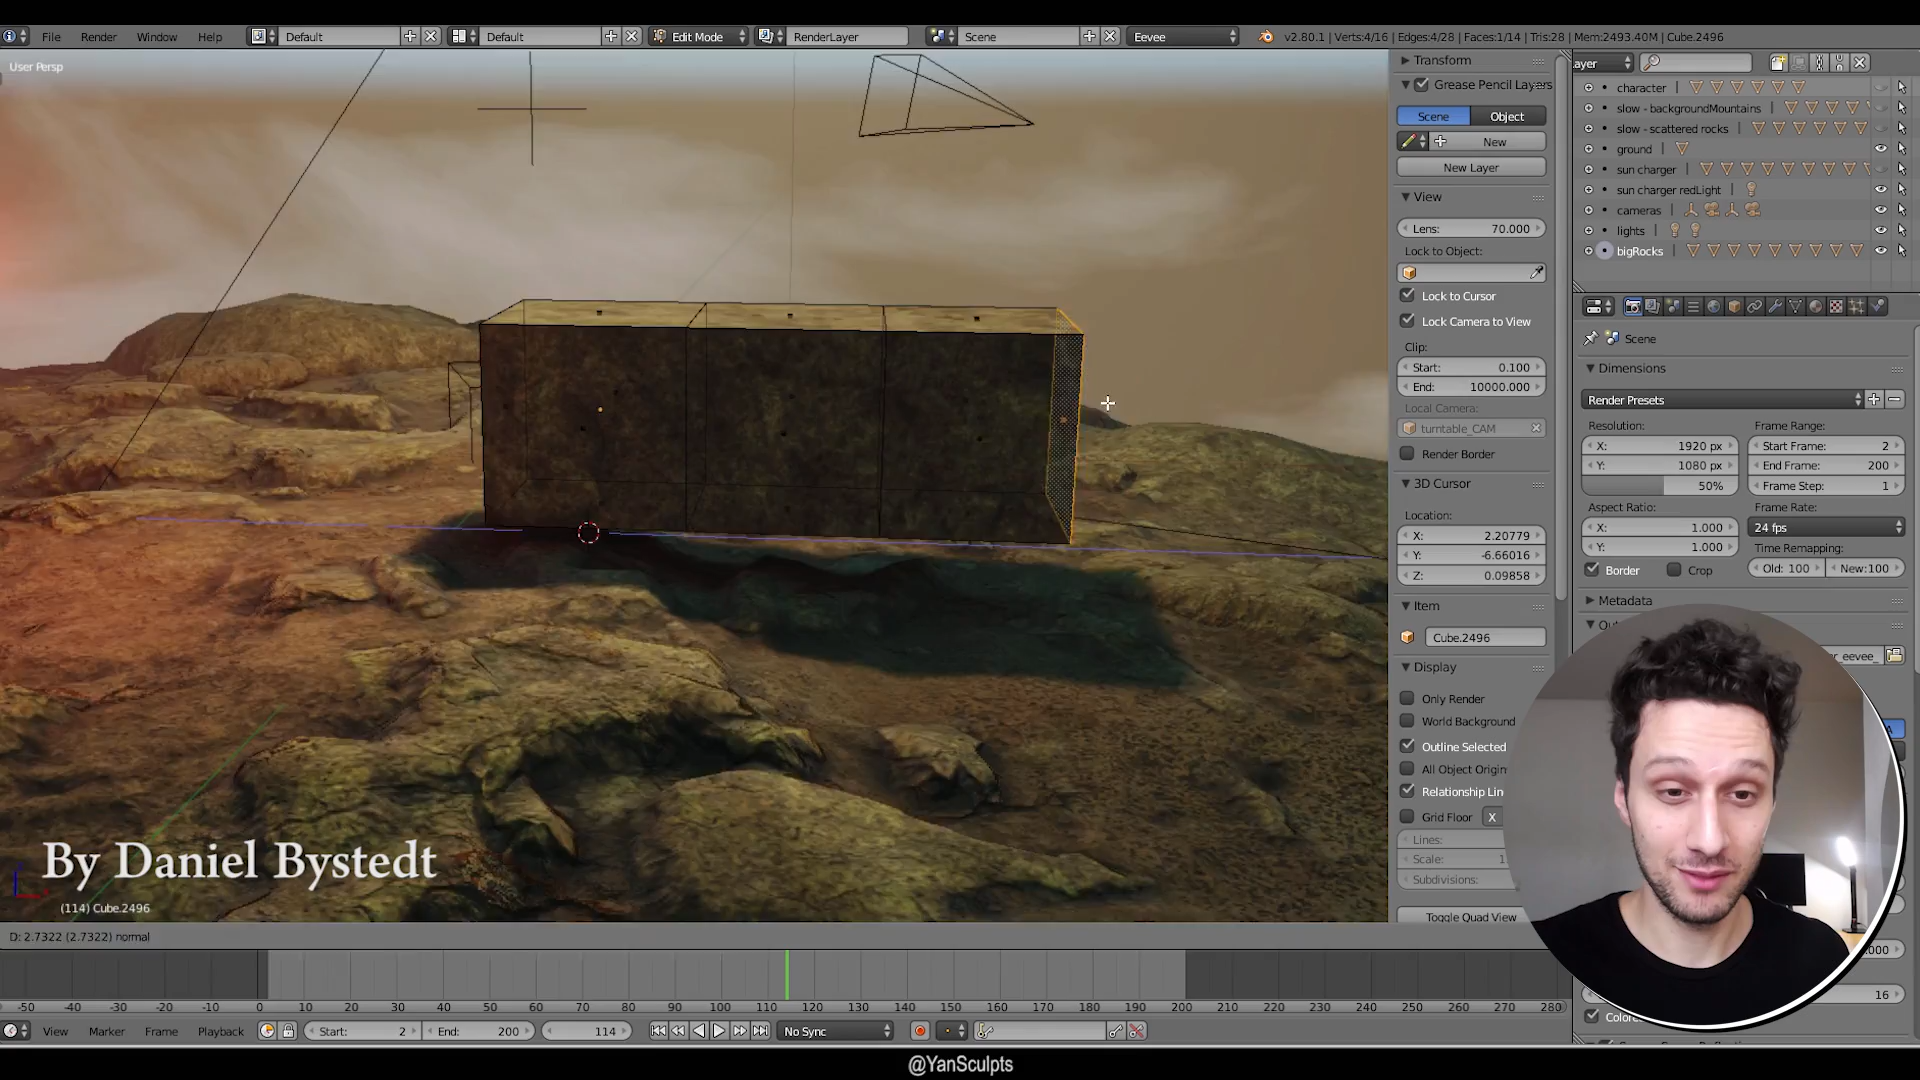 File Render Window Help Default Default Edit Mode RenderLayer Scene Eevee v2.80.1 | Verts:4/16 | Edges:4/28 | Faces:1/14 | Tris:28 | Mem:2493.40M | Cube.2496
User Persp
Transform
Grease Pencil Layers
Scene Object
New
New Layer
View
Lens: 70.000
Lock to Object:
Lock to Cursor
Lock Camera to View
Clip:
Start: 0.100
End: 10000.000
Local Camera:
turntable_CAM
Render Border
3D Cursor
Location:
X: 2.20779
Y: -6.66016
Z: 0.09858
Item
Cube.2496
Display
Only Render
World Background
Outline Selected
All Object Origin
Relationship Line
Grid Floor X
Lines:
Scale: 1
Subdivisions:
Toggle Quad View
ayer
character
slow - backgroundMountains
slow - scattered rocks
ground
sun charger
sun charger redLight
cameras
lights
bigRocks
Scene
Dimensions
Render Presets
Resolution: Frame Range:
X: 1920 px Start Frame: 2
Y: 1080 px End Frame: 200
50% Frame Step: 1
Aspect Ratio: Frame Rate:
X: 1.000 24 fps
Y: 1.000 Time Remapping:
Border Crop Old: 100 New:100
Metadata
Ou
r_eevee_
.000
16
Color
By Daniel Bystedt
(114) Cube.2496
D: 2.7322 (2.7322) normal
-50 -40 -30 -20 -10 0 10 20 30 40 50 60 70 80 90 100 110 120 130 140 150 160 170 180 190 200 210 220 230 240 250 260 270 280
View Marker Frame Playback Start: 2 End: 200 114 No Sync
@YanSculpts